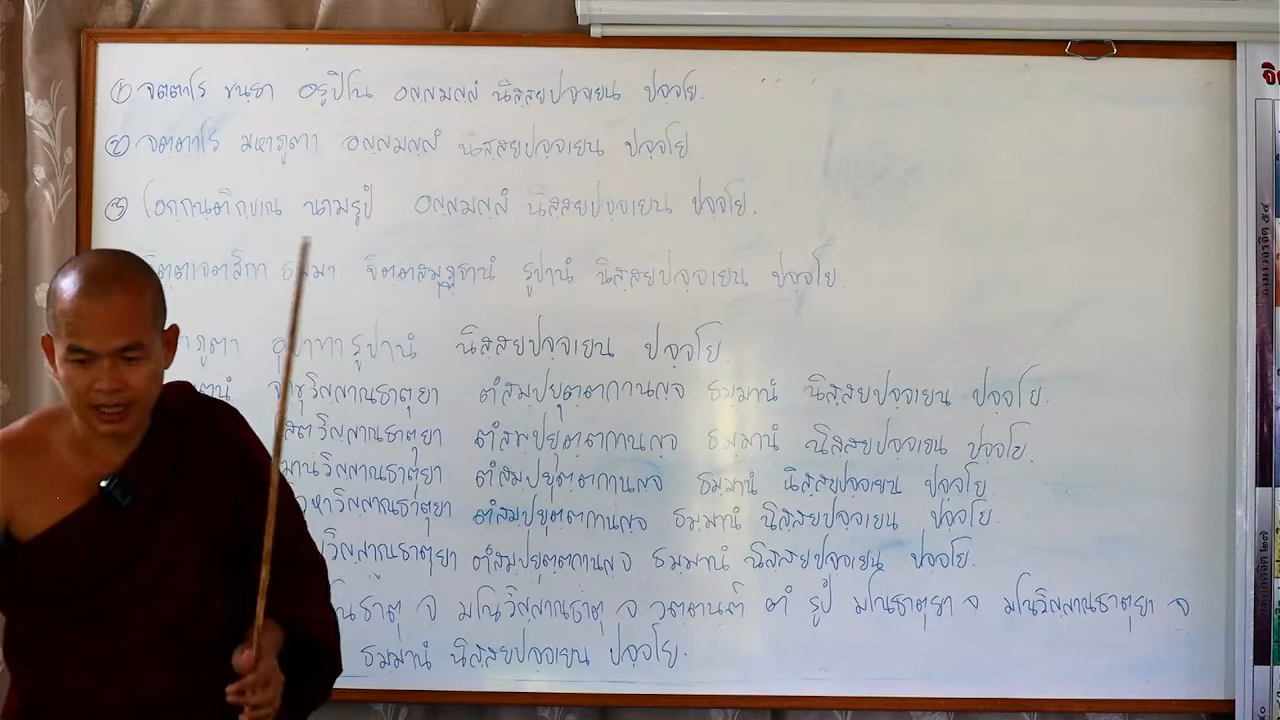 ① จตฺตาโร ขนฺธา อรูปิโน อญฺญมญฺญํ นิสฺสยปจฺจเยน ปจฺจโย.
② จตฺตาโร มหาภูตา อญฺญมญฺญํ นิสฺสยปจฺจเยน ปจฺจโย
③ โอกฺกนฺติกฺขเณ นามรูปํ อญฺญมญฺญํ นิสฺสยปจฺจเยน ปจฺจโย.
จิตฺตเจตสิกา ธมฺมา จิตฺตสมุฏฺฐานํ รูปานํ นิสฺสยปจฺจเยน ปจฺจโย.
ภูตา อุปาทา รูปานํ นิสฺสยปจฺจเยน ปจฺจโย.
ตนํ จกฺขุวิญฺญาณธาตุยา ตํสมฺปยุตฺตกานญฺจ ธมฺมานํ นิสฺสยปจฺจเยน ปจฺจโย.
โสตวิญฺญาณธาตุยา ตํสมฺปยุตฺตกานญฺจ ธมฺมานํ นิสฺสยปจฺจเยน ปจฺจโย.
ฆานวิญฺญาณธาตุยา ตํสมฺปยุตฺตกานญฺจ ธมฺมานํ นิสฺสยปจฺจเยน ปจฺจโย.
ชิวฺหาวิญฺญาณธาตุยา ตํสมฺปยุตฺตกานญฺจ ธมฺมานํ นิสฺสยปจฺจเยน ปจฺจโย.
วิญฺญาณธาตุยา ตํสมฺปยุตฺตกานญฺจ ธมฺมานํ นิสฺสยปจฺจเยน ปจฺจโย.
มโนธาตุ จ มโนวิญฺญาณธาตุ จ วตฺตนฺติ ตํ รูปํ มโนธาตุยา จ มโนวิญฺญาณธาตุยา จ
ธมฺมานํ นิสฺสยปจฺจเยน ปจฺจโย.
กามาวจรจิต ๕๔